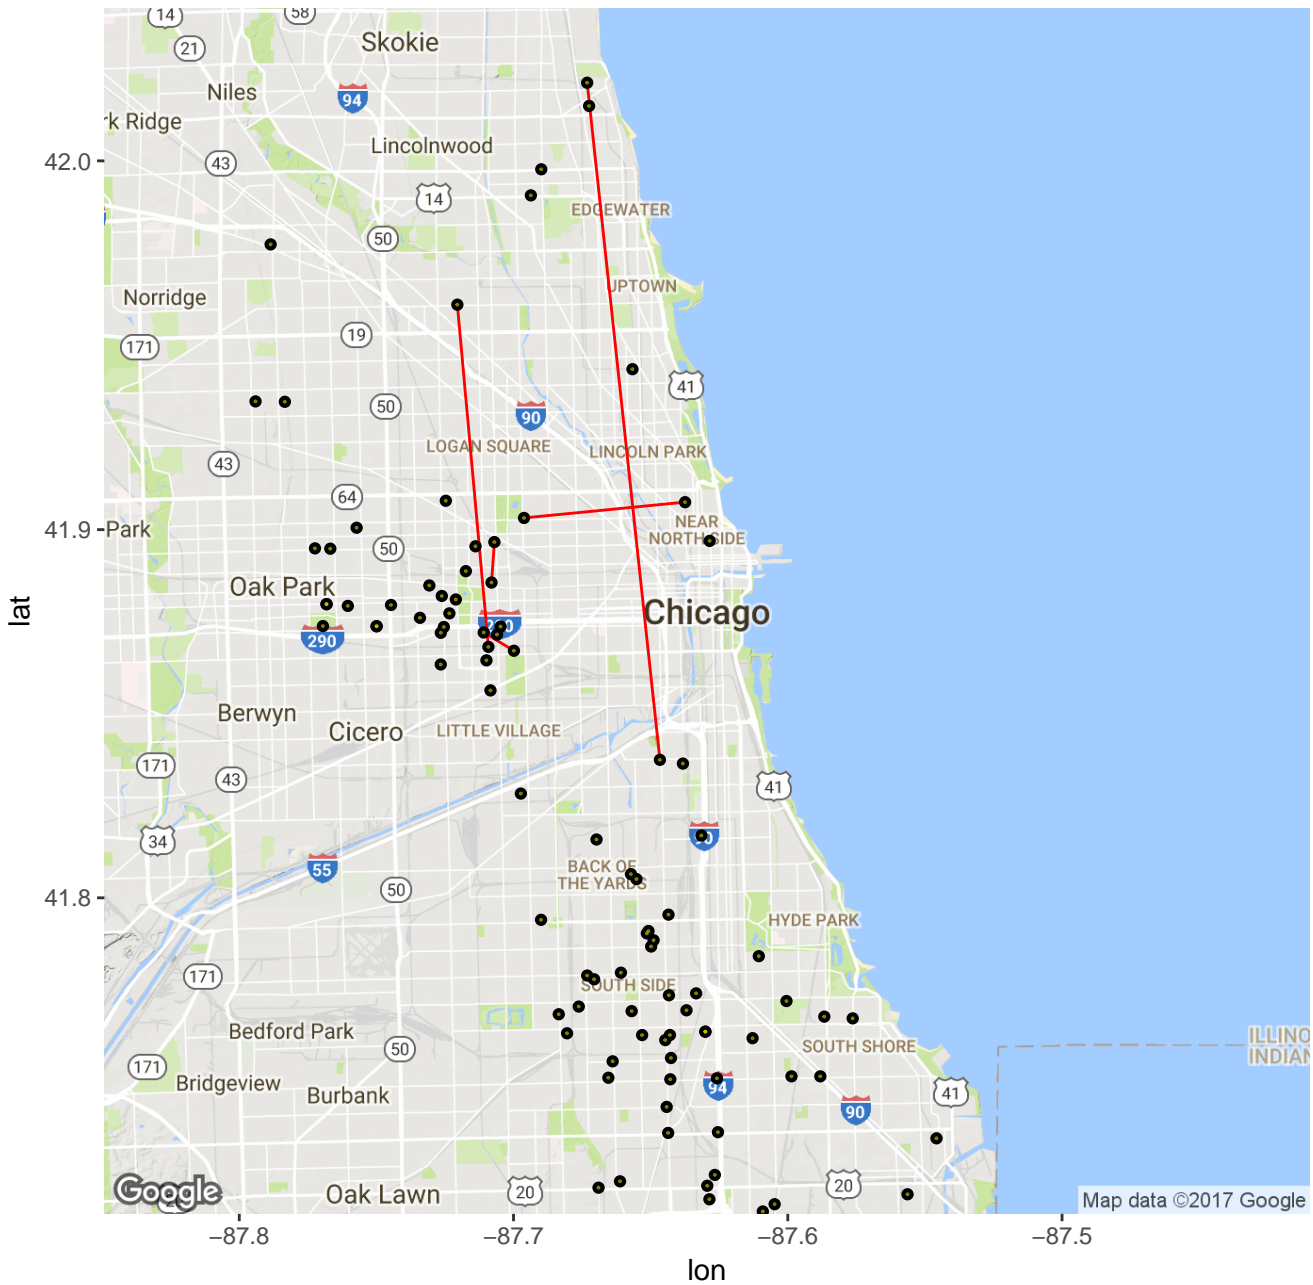 14
58
21
Skokie
Niles
94
rk Ridge
Lincolnwood
42.0
43
14
EDGEWATER
50
UPTOWN
Norridge
19
171
41
50
90
LOGAN SQUARE
LINCOLN PARK
43
64
41.9
Park
NEAR
NORTH SIDE
50
Oak Park
Chicago
290
Berwyn
Cicero
LITTLE VILLAGE
171
43
41
34
90
55
BACK OF
THE YARDS
50
41.8
HYDE PARK
171
SOUTH SIDE
Bedford Park
50
SOUTH SHORE
ILLINO
INDIAN
171
Bridgeview
94
Burbank
90
41
Google
Oak Lawn
20
20
Map data ©2017 Google
−87.8
−87.7
−87.6
−87.5
lon
lat